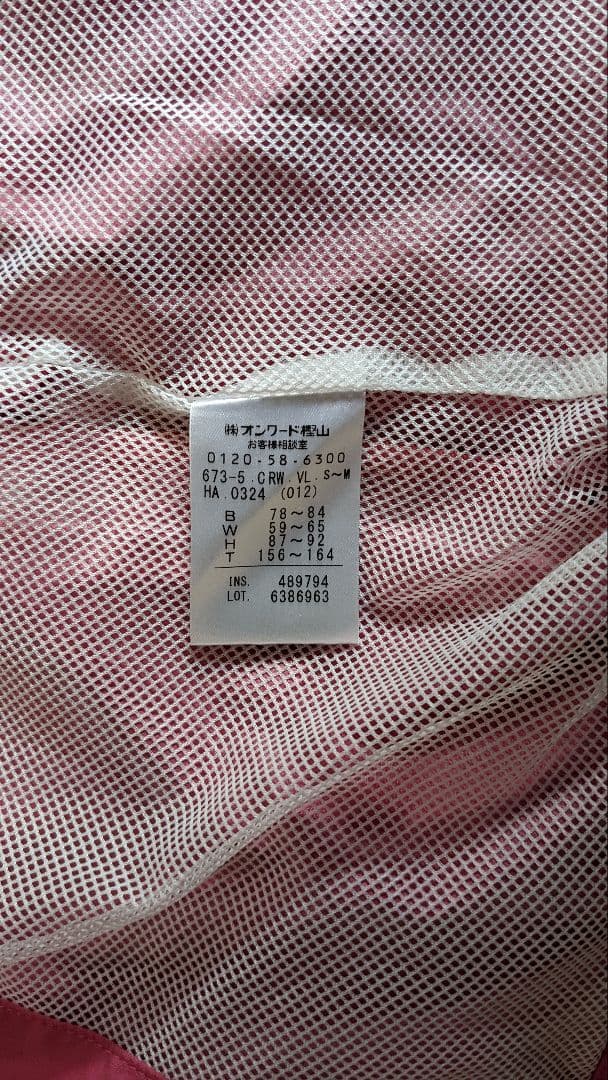 ㈱オンワード樫山
お客様相談室
0120-58-6300
673-5.CRW.VL.S~M
HA.0324 (012)
B 78~84
W 59~65
H 87~92
T 156~164
INS. 489794
LOT. 6386963